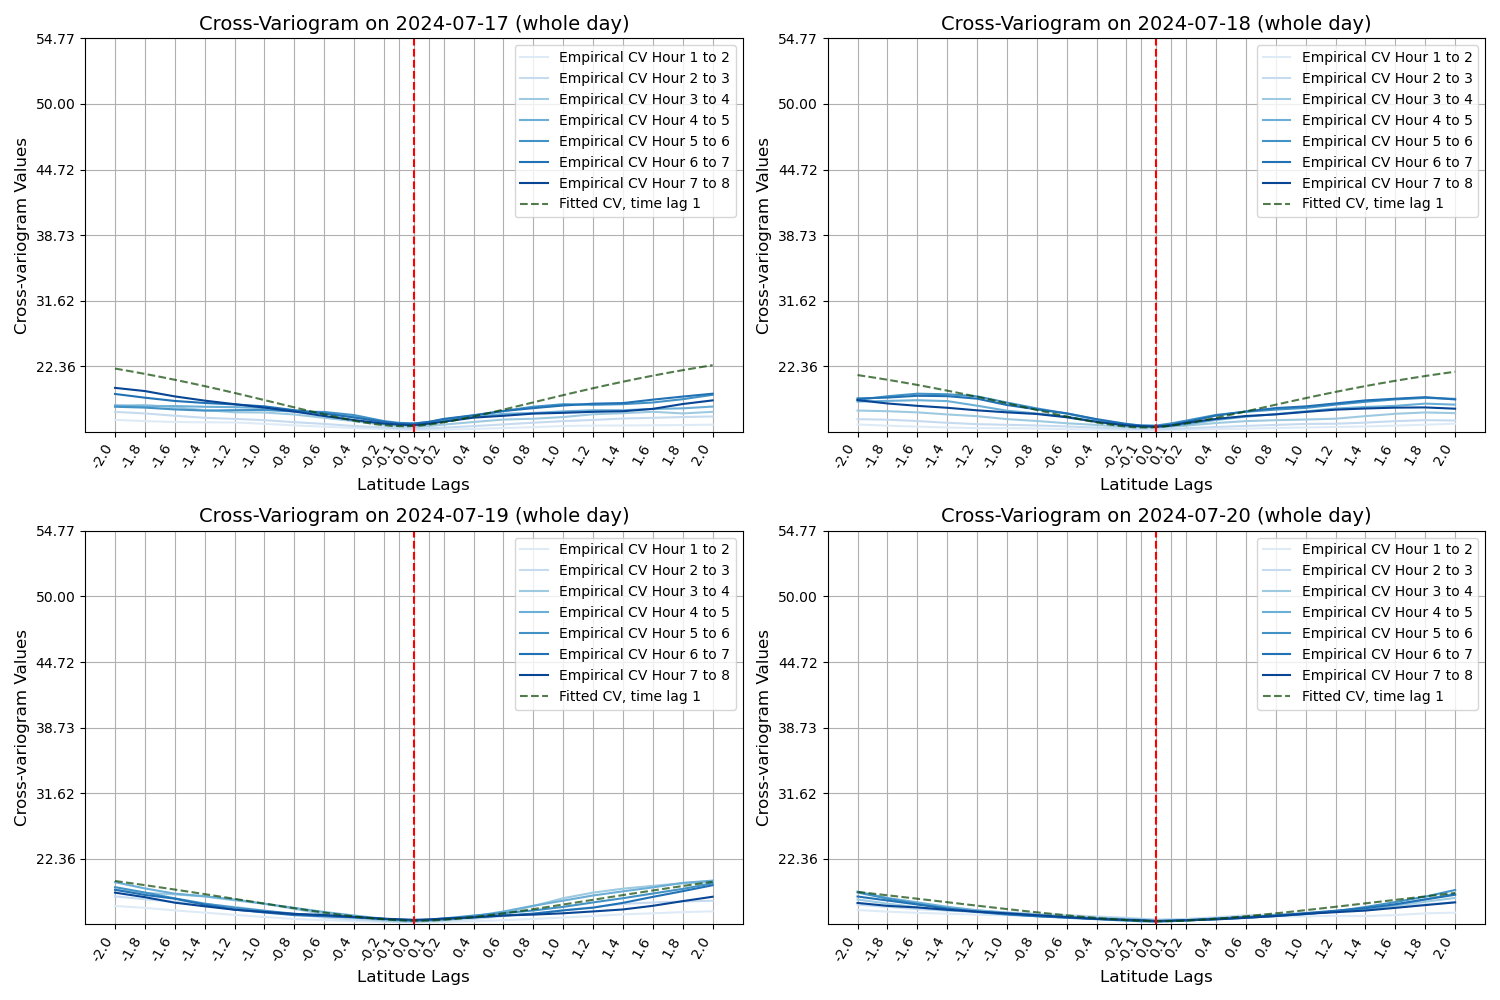 Cross-Variogram on 2024-07-17 (whole day)
Cross-variogram Values
54.77
50.00
44.72
38.73
31.62
22.36
Empirical CV Hour 1 to 2
Empirical CV Hour 2 to 3
Empirical CV Hour 3 to 4
Empirical CV Hour 4 to 5
Empirical CV Hour 5 to 6
Empirical CV Hour 6 to 7
Empirical CV Hour 7 to 8
Fitted CV, time lag 1
-2.0 -1.8 -1.6 -1.4 -1.2 -1.0 -0.8 -0.6 -0.4 -0.2 -0.1 0.0 0.1 0.2 0.4 0.6 0.8 1.0 1.2 1.4 1.6 1.8 2.0
Latitude Lags
Cross-Variogram on 2024-07-18 (whole day)
Cross-variogram Values
54.77
50.00
44.72
38.73
31.62
22.36
Empirical CV Hour 1 to 2
Empirical CV Hour 2 to 3
Empirical CV Hour 3 to 4
Empirical CV Hour 4 to 5
Empirical CV Hour 5 to 6
Empirical CV Hour 6 to 7
Empirical CV Hour 7 to 8
Fitted CV, time lag 1
-2.0 -1.8 -1.6 -1.4 -1.2 -1.0 -0.8 -0.6 -0.4 -0.2 -0.1 0.0 0.1 0.2 0.4 0.6 0.8 1.0 1.2 1.4 1.6 1.8 2.0
Latitude Lags
Cross-Variogram on 2024-07-19 (whole day)
Cross-variogram Values
54.77
50.00
44.72
38.73
31.62
22.36
Empirical CV Hour 1 to 2
Empirical CV Hour 2 to 3
Empirical CV Hour 3 to 4
Empirical CV Hour 4 to 5
Empirical CV Hour 5 to 6
Empirical CV Hour 6 to 7
Empirical CV Hour 7 to 8
Fitted CV, time lag 1
-2.0 -1.8 -1.6 -1.4 -1.2 -1.0 -0.8 -0.6 -0.4 -0.2 -0.1 0.0 0.1 0.2 0.4 0.6 0.8 1.0 1.2 1.4 1.6 1.8 2.0
Latitude Lags
Cross-Variogram on 2024-07-20 (whole day)
Cross-variogram Values
54.77
50.00
44.72
38.73
31.62
22.36
Empirical CV Hour 1 to 2
Empirical CV Hour 2 to 3
Empirical CV Hour 3 to 4
Empirical CV Hour 4 to 5
Empirical CV Hour 5 to 6
Empirical CV Hour 6 to 7
Empirical CV Hour 7 to 8
Fitted CV, time lag 1
-2.0 -1.8 -1.6 -1.4 -1.2 -1.0 -0.8 -0.6 -0.4 -0.2 -0.1 0.0 0.1 0.2 0.4 0.6 0.8 1.0 1.2 1.4 1.6 1.8 2.0
Latitude Lags